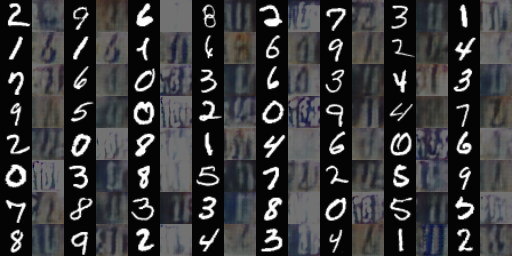 2 9 6 8 2 7 3 1
1 1 1 6 6 9 2 4
7 6 0 3 6 3 4 3
9 5 0 2 0 9 4 7
2 0 8 1 4 6 0 6
0 3 8 5 7 2 5 9
7 8 3 3 8 0 5 5
8 9 2 4 3 4 1 2